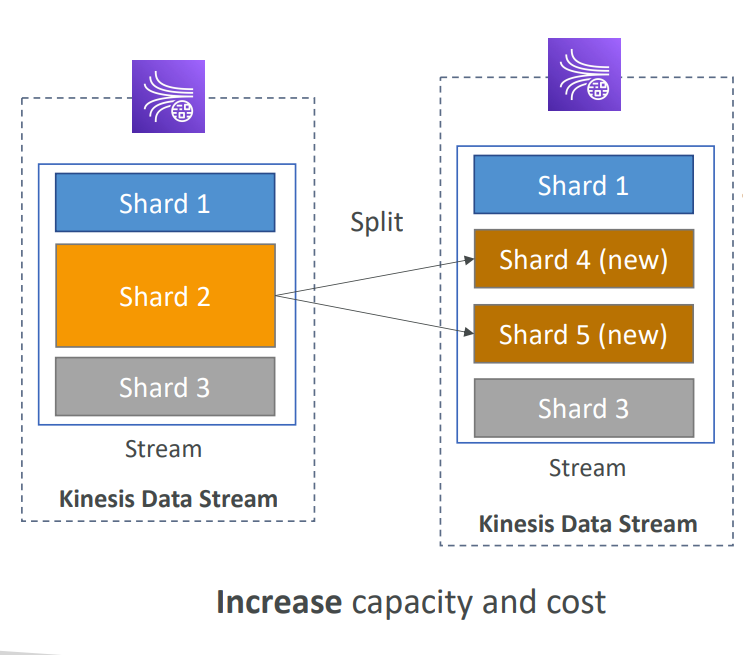 Shard 1
Shard 2
Shard 3
Stream
Kinesis Data Stream
Split
Shard 1
Shard 4 (new)
Shard 5 (new)
Shard 3
Stream
Kinesis Data Stream
Increase capacity and cost